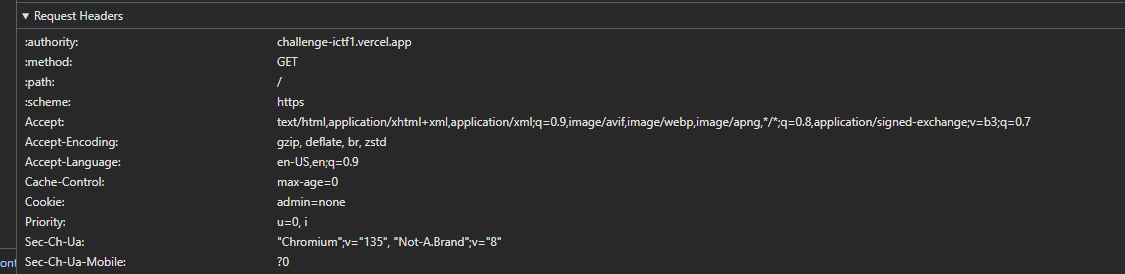 ▼ Request Headers
:authority: challenge-ictf1.vercel.app
:method: GET
:path: /
:scheme: https
Accept: text/html,application/xhtml+xml,application/xml;q=0.9,image/avif,image/webp,image/apng,*/*;q=0.8,application/signed-exchange;v=b3;q=0.7
Accept-Encoding: gzip, deflate, br, zstd
Accept-Language: en-US,en;q=0.9
Cache-Control: max-age=0
Cookie: admin=none
Priority: u=0, i
Sec-Ch-Ua: "Chromium";v="135", "Not-A.Brand";v="8"
Sec-Ch-Ua-Mobile: ?0
ont